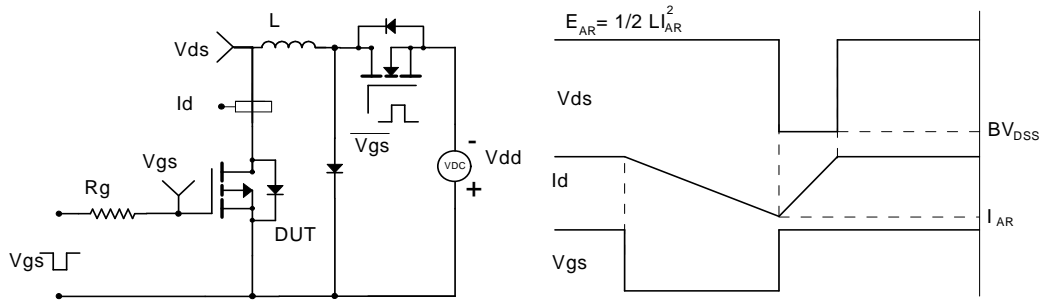 L
Vds
Id
Vgs
Rg
DUT
Vgs
Vgs
VDC
-
+
Vdd
E_AR = 1/2 LI_AR^2
Vds
BV_DSS
Id
I_AR
Vgs